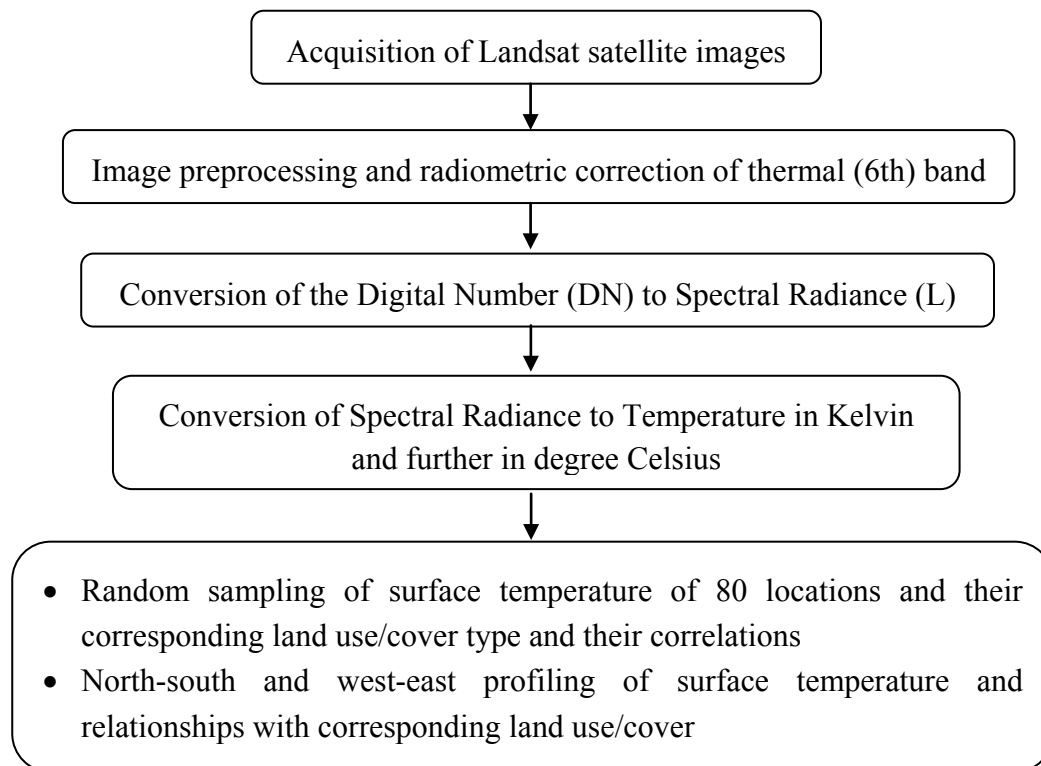 Acquisition of Landsat satellite images
Image preprocessing and radiometric correction of thermal (6th) band
Conversion of the Digital Number (DN) to Spectral Radiance (L)
Conversion of Spectral Radiance to Temperature in Kelvin
and further in degree Celsius
• Random sampling of surface temperature of 80 locations and their
corresponding land use/cover type and their correlations
• North-south and west-east profiling of surface temperature and
relationships with corresponding land use/cover